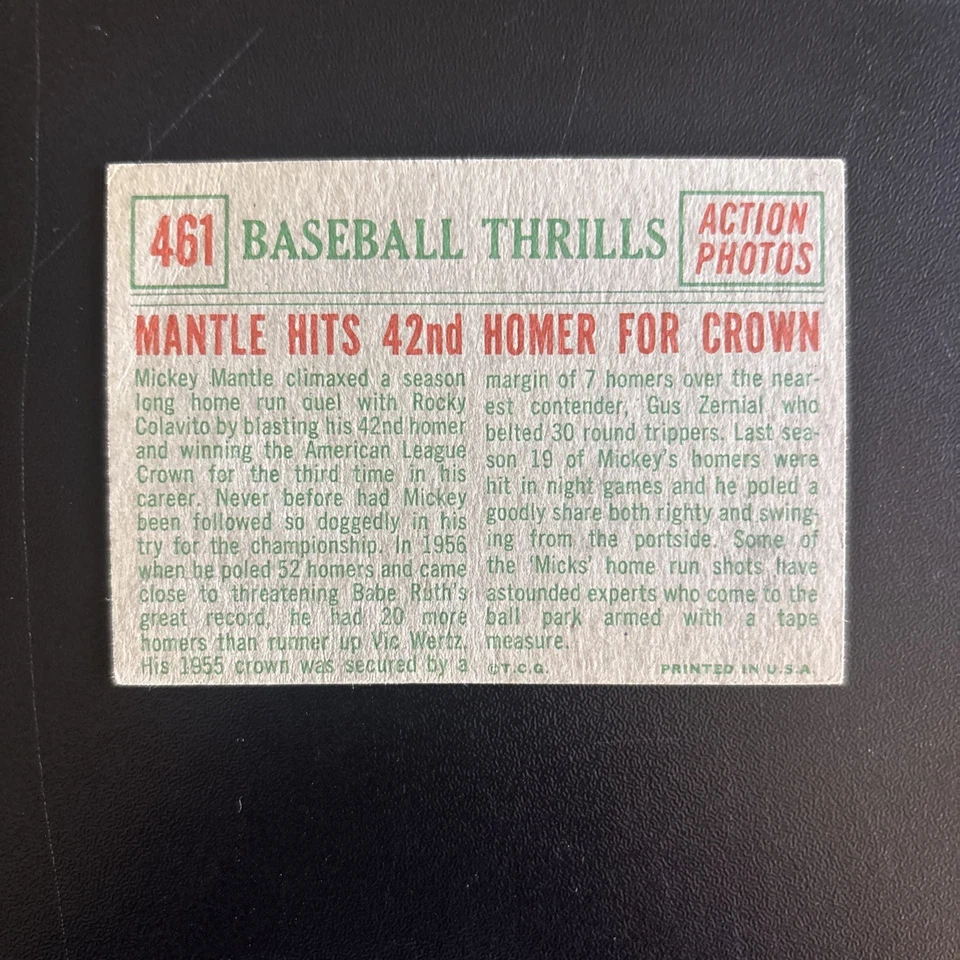 461 BASEBALL THRILLS ACTION PHOTOS
MANTLE HITS 42nd HOMER FOR CROWN
Mickey Mantle climaxed a season
long home run duel with Rocky
Colavito by blasting his 42nd homer
and winning the American League
Crown for the third time in his
career. Never before had Mickey
been followed so doggedly in his
try for the championship. In 1956
when he poled 52 homers and came
close to threatening Babe Ruth's
great record, he had 20 more
homers than runner up Vic Wertz.
His 1955 crown was secured by a
margin of 7 homers over the near-
est contender, Gus Zernial who
belted 30 round trippers. Last sea-
son 19 of Mickey's homers were
hit in night games and he poled a
goodly share both righty and swing-
ing from the portside. Some of
the 'Micks' home run shots have
astounded experts who come to the
ball park armed with a tape
measure.
©T.C.G. PRINTED IN U.S.A.